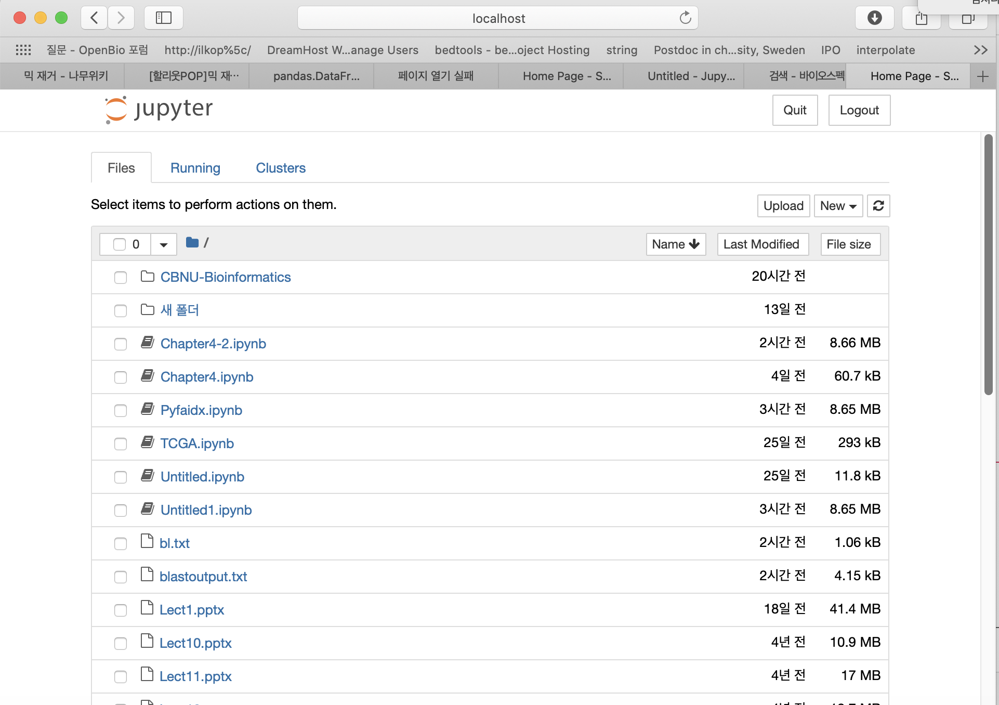 localhost
질문 - OpenBio 포럼 http://ilkop%5c/ DreamHost W...anage Users bedtools - be...oject Hosting string Postdoc in ch...sity, Sweden IPO interpolate
믹 재거 - 나무위키 [할리웃POP]믹 재… pandas.DataFr... 페이지 열기 실패 Home Page - S... Untitled - Jupy... 검색 - 바이오스펙 Home Page - S...
jupyter Quit Logout
Files Running Clusters
Select items to perform actions on them. Upload New
0 / Name Last Modified File size
CBNU-Bioinformatics 20시간 전
새 폴더 13일 전
Chapter4-2.ipynb 2시간 전 8.66 MB
Chapter4.ipynb 4일 전 60.7 kB
Pyfaidx.ipynb 3시간 전 8.65 MB
TCGA.ipynb 25일 전 293 kB
Untitled.ipynb 25일 전 11.8 kB
Untitled1.ipynb 3시간 전 8.65 MB
bl.txt 2시간 전 1.06 kB
blastoutput.txt 2시간 전 4.15 kB
Lect1.pptx 18일 전 41.4 MB
Lect10.pptx 4년 전 10.9 MB
Lect11.pptx 4년 전 17 MB